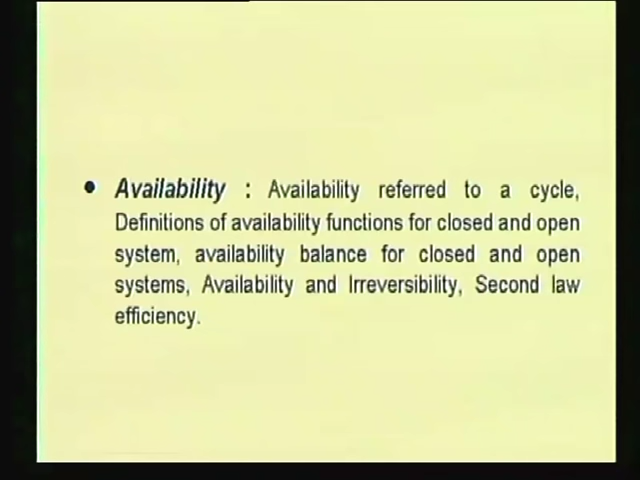 • Availability : Availability referred to a cycle,
Definitions of availability functions for closed and open
system, availability balance for closed and open
systems, Availability and Irreversibility, Second law
efficiency.